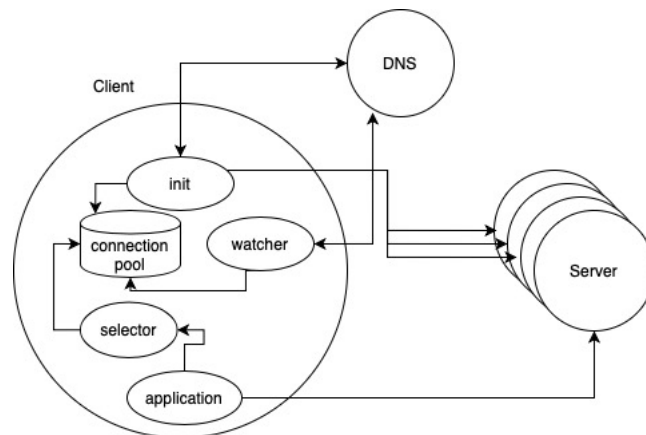 DNS
Client
init
connection
pool
watcher
Server
selector
application